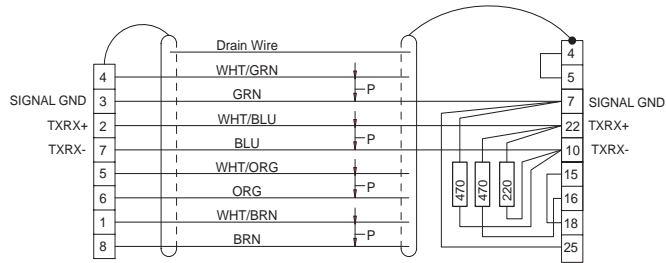 Drain Wire
4 WHT/GRN 4
P 5
SIGNAL GND 3 GRN 7 SIGNAL GND
TXRX+ 2 WHT/BLU 22 TXRX+
P
TXRX- 7 BLU 10 TXRX-
5 WHT/ORG 15
P
6 ORG 470 470 220 16
1 WHT/BRN 18
P
8 BRN 25